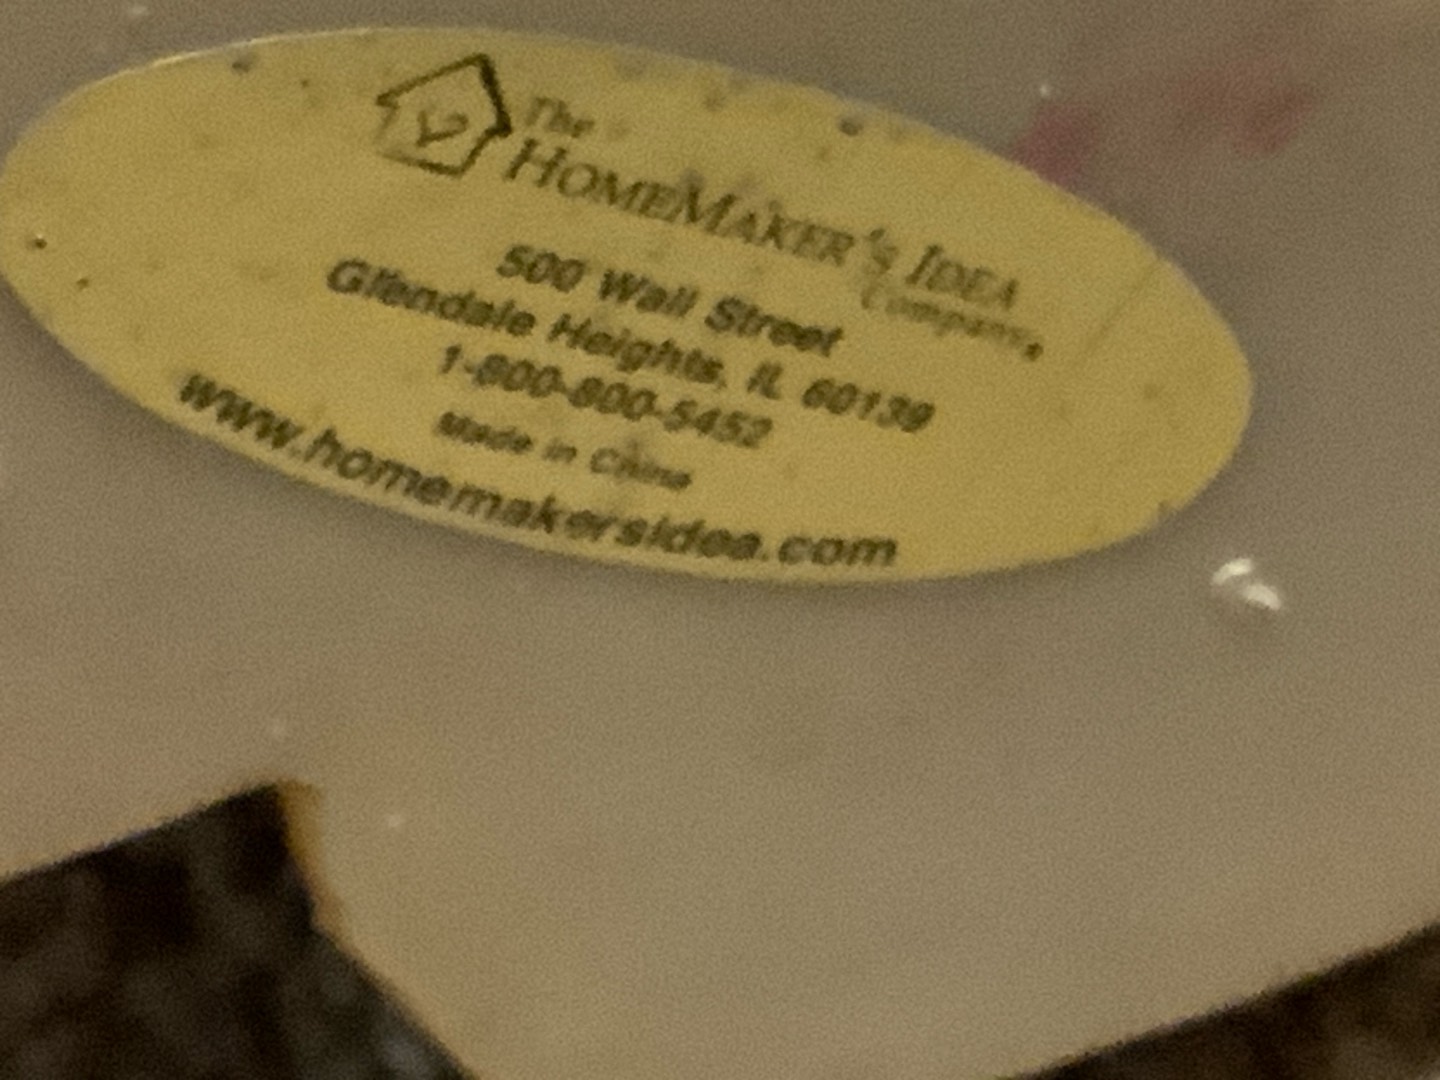 The
HOMEMAKER'S IDEA
Company®
500 Wall Street
Glendale Heights, IL 60139
1-800-800-5452
Made in China
www.homemakersidea.com